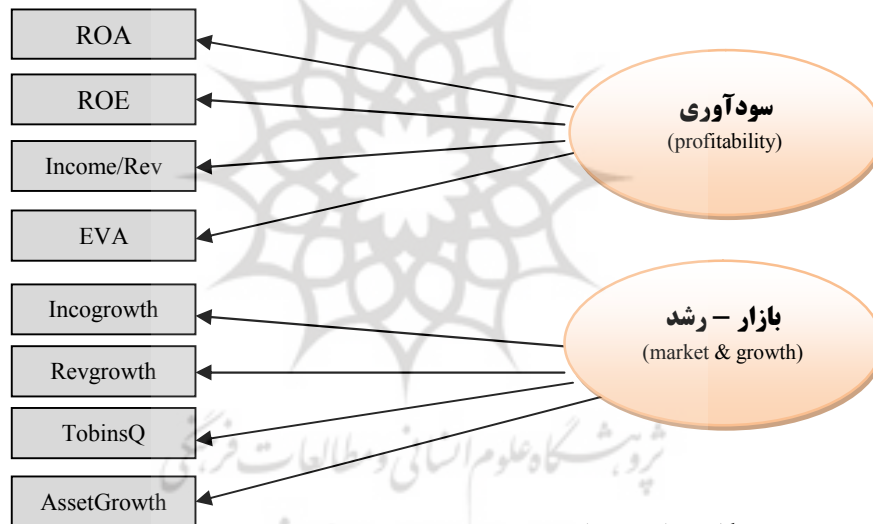 ROA
ROE
Income/Rev
EVA
Incogrowth
Revgrowth
TobinsQ
AssetGrowth
سودآوری
(profitability)
بازار – رشد
(market & growth)
پژوهشگاه علوم انسانی و مطالعات فرهنگی